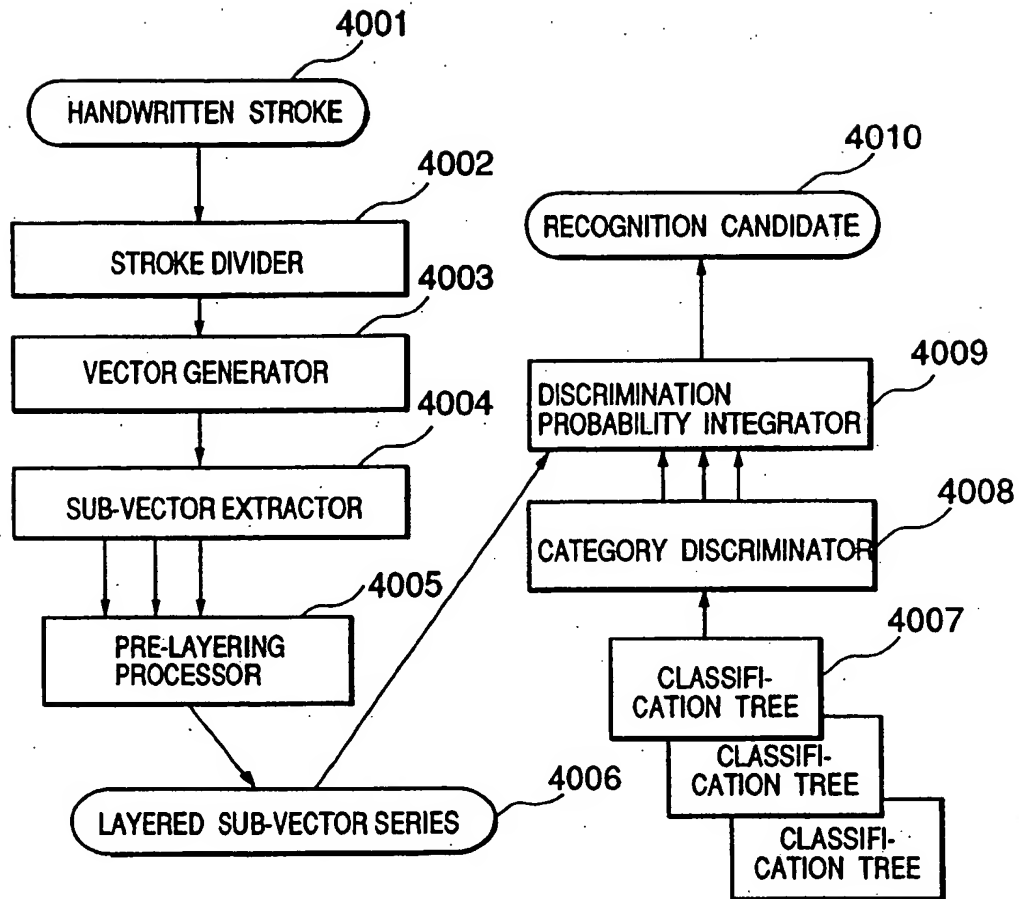 4001
HANDWRITTEN STROKE
4002
STROKE DIVIDER
4003
VECTOR GENERATOR
4004
SUB-VECTOR EXTRACTOR
4005
PRE-LAYERING
PROCESSOR
4006
LAYERED SUB-VECTOR SERIES
4010
RECOGNITION CANDIDATE
4009
DISCRIMINATION
PROBABILITY INTEGRATOR
4008
CATEGORY DISCRIMINATOR
4007
CLASSIFI-
CATION TREE
CLASSIFI-
CATION TREE
CLASSIFI-
CATION TREE